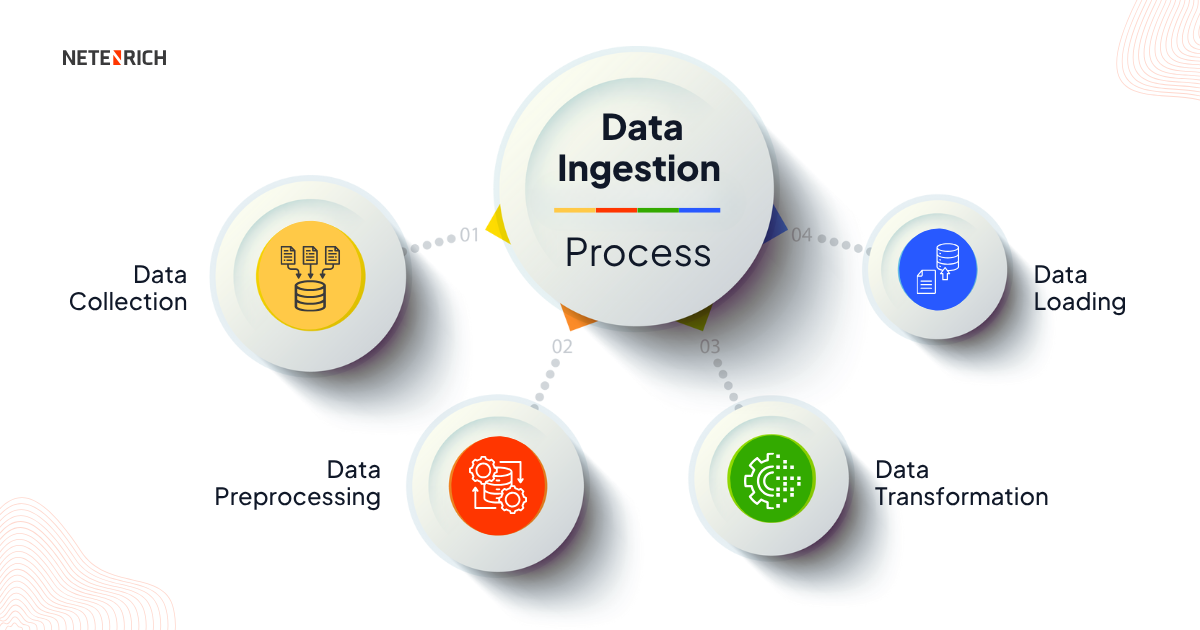 NETENRICH
Data
Ingestion
Process
01
Data
Collection
02
Data
Preprocessing
03
Data
Transformation
04
Data
Loading